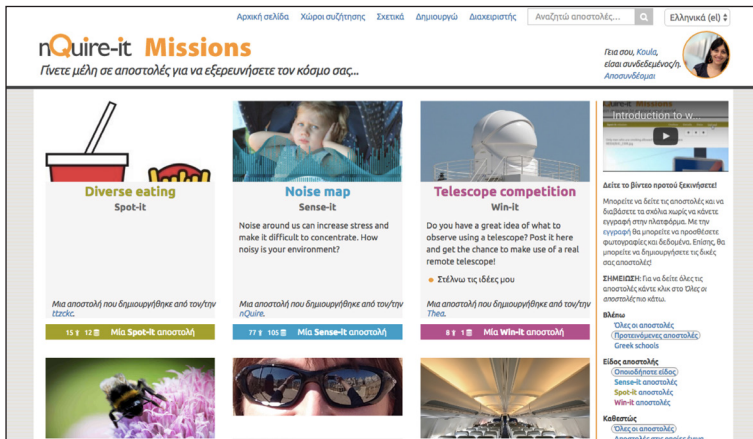 Αρχική σελίδα Χώροι συζήτησης Σχετικά Δημιουργώ Διαχειριστής Αναζητώ αποστολές... Ελληνικά (el)
nQuire-it Missions
Γίνετε μέλη σε αποστολές για να εξερευνήσετε τον κόσμο σας...
Γεια σου, Koula,
είσαι συνδεδεμένος/η.
Αποσυνδέομαι
Diverse eating
Spot-it
Μια αποστολή που δημιουργήθηκε από τον/την
ttzckc.
15 12 Μία Spot-it αποστολή
Noise map
Sense-it
Noise around us can increase stress and
make it difficult to concentrate. How
noisy is your environment?
Μια αποστολή που δημιουργήθηκε από τον/την
nQuire.
77 105 Μία Sense-it αποστολή
Telescope competition
Win-it
Do you have a great idea of what to
observe using a telescope? Post it here
and get the chance to make use of a real
remote telescope!
Στέλνω τις ιδέες μου
Μια αποστολή που δημιουργήθηκε από τον/την
Thea.
8 1 Μία Win-it αποστολή
nQuire-it Missions
Introduction to w...
Δείτε το βίντεο προτού ξεκινήσετε!
Μπορείτε να δείτε τις αποστολές και να
διαβάσετε τα σχόλια χωρίς να κάνετε
εγγραφή στην πλατφόρμα. Με την
εγγραφή θα μπορείτε να προσθέσετε
φωτογραφίες και δεδομένα. Επίσης, θα
μπορείτε να δημιουργήσετε τις δικές
σας αποστολές!
ΣΗΜΕΙΩΣΗ: Για να δείτε όλες τις
αποστολές κάντε κλικ στο Όλες οι
αποστολές πιο κάτω.
Βλέπω
Όλες οι αποστολές
Προτεινόμενες αποστολές
Greek schools
Είδος αποστολής
Οποιοδήποτε είδος
Sense-it αποστολές
Spot-it αποστολές
Win-it αποστολές
Καθεστώς
Όλες οι αποστολές